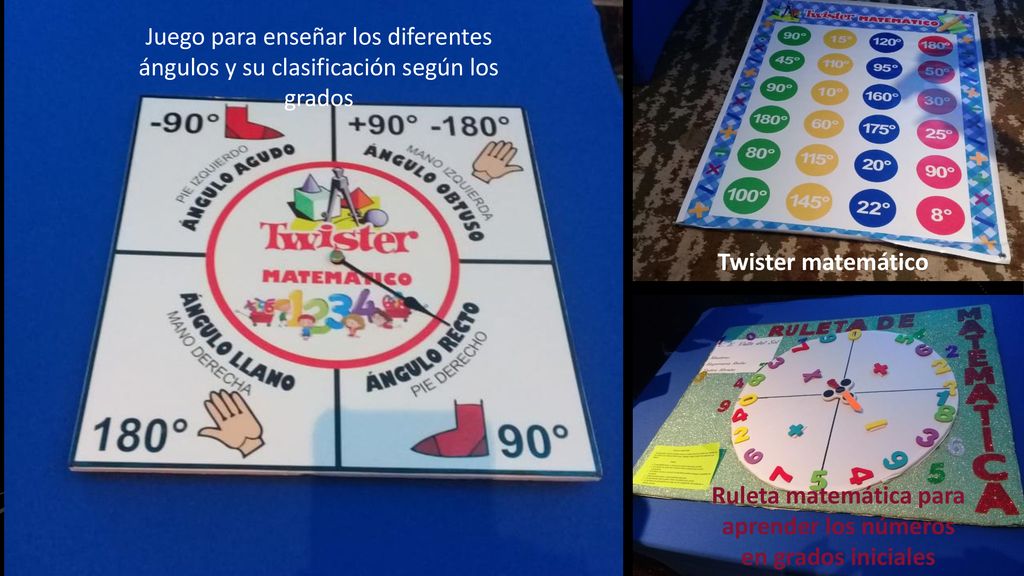 Juego para enseñar los diferentes
ángulos y su clasificación según los
grados
-90°
PIE IZQUIERDO
ÁNGULO AGUDO
+90° -180°
MANO IZQUIERDA
ÁNGULO OBTUSO
Twister
MATEMÁTICO
1234
ÁNGULO LLANO
MANO DERECHA
180°
ÁNGULO RECTO
PIE DERECHO
90°
Twister MATEMÁTICO
90° 15° 120° 180°
45° 110° 95° 50°
90° 10° 160° 30°
180° 60° 175° 25°
80° 115° 20° 90°
100° 145° 22° 8°
Twister matemático
RULETA DE
MATEMATICA
Ruleta matemática para
aprender los números
en grados iniciales